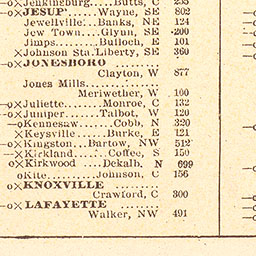 Jenkinsburg.....Butts, C 255
—o×JESUP......Wayne, SE 802
Jewellville..Banks, NE 124
Jew Town....Glynn, SE 200
Jimps.......Bulloch, E 101
×Johnson Sta.Liberty, SE 360
—o×JONESBORO ........
Clayton, W 877
Jones Mills..........
Meriwether, W 100
—o×Juliette......Monroe, C 132
—o×Juniper......Talbot, W 120
—oKennesaw......Cobb, N 320
×Keysville......Burke, E 121
—o×Kingston...Bartow, NW 512
—×Kirkland....Coffee, S 150
o×Kirkwood ....Dekalb, N 699
oKite..........Johnson, C 156
—o×KNOXVILLE ........
Crawford, C 300
—o×LAFAYETTE ........
Walker, NW 491